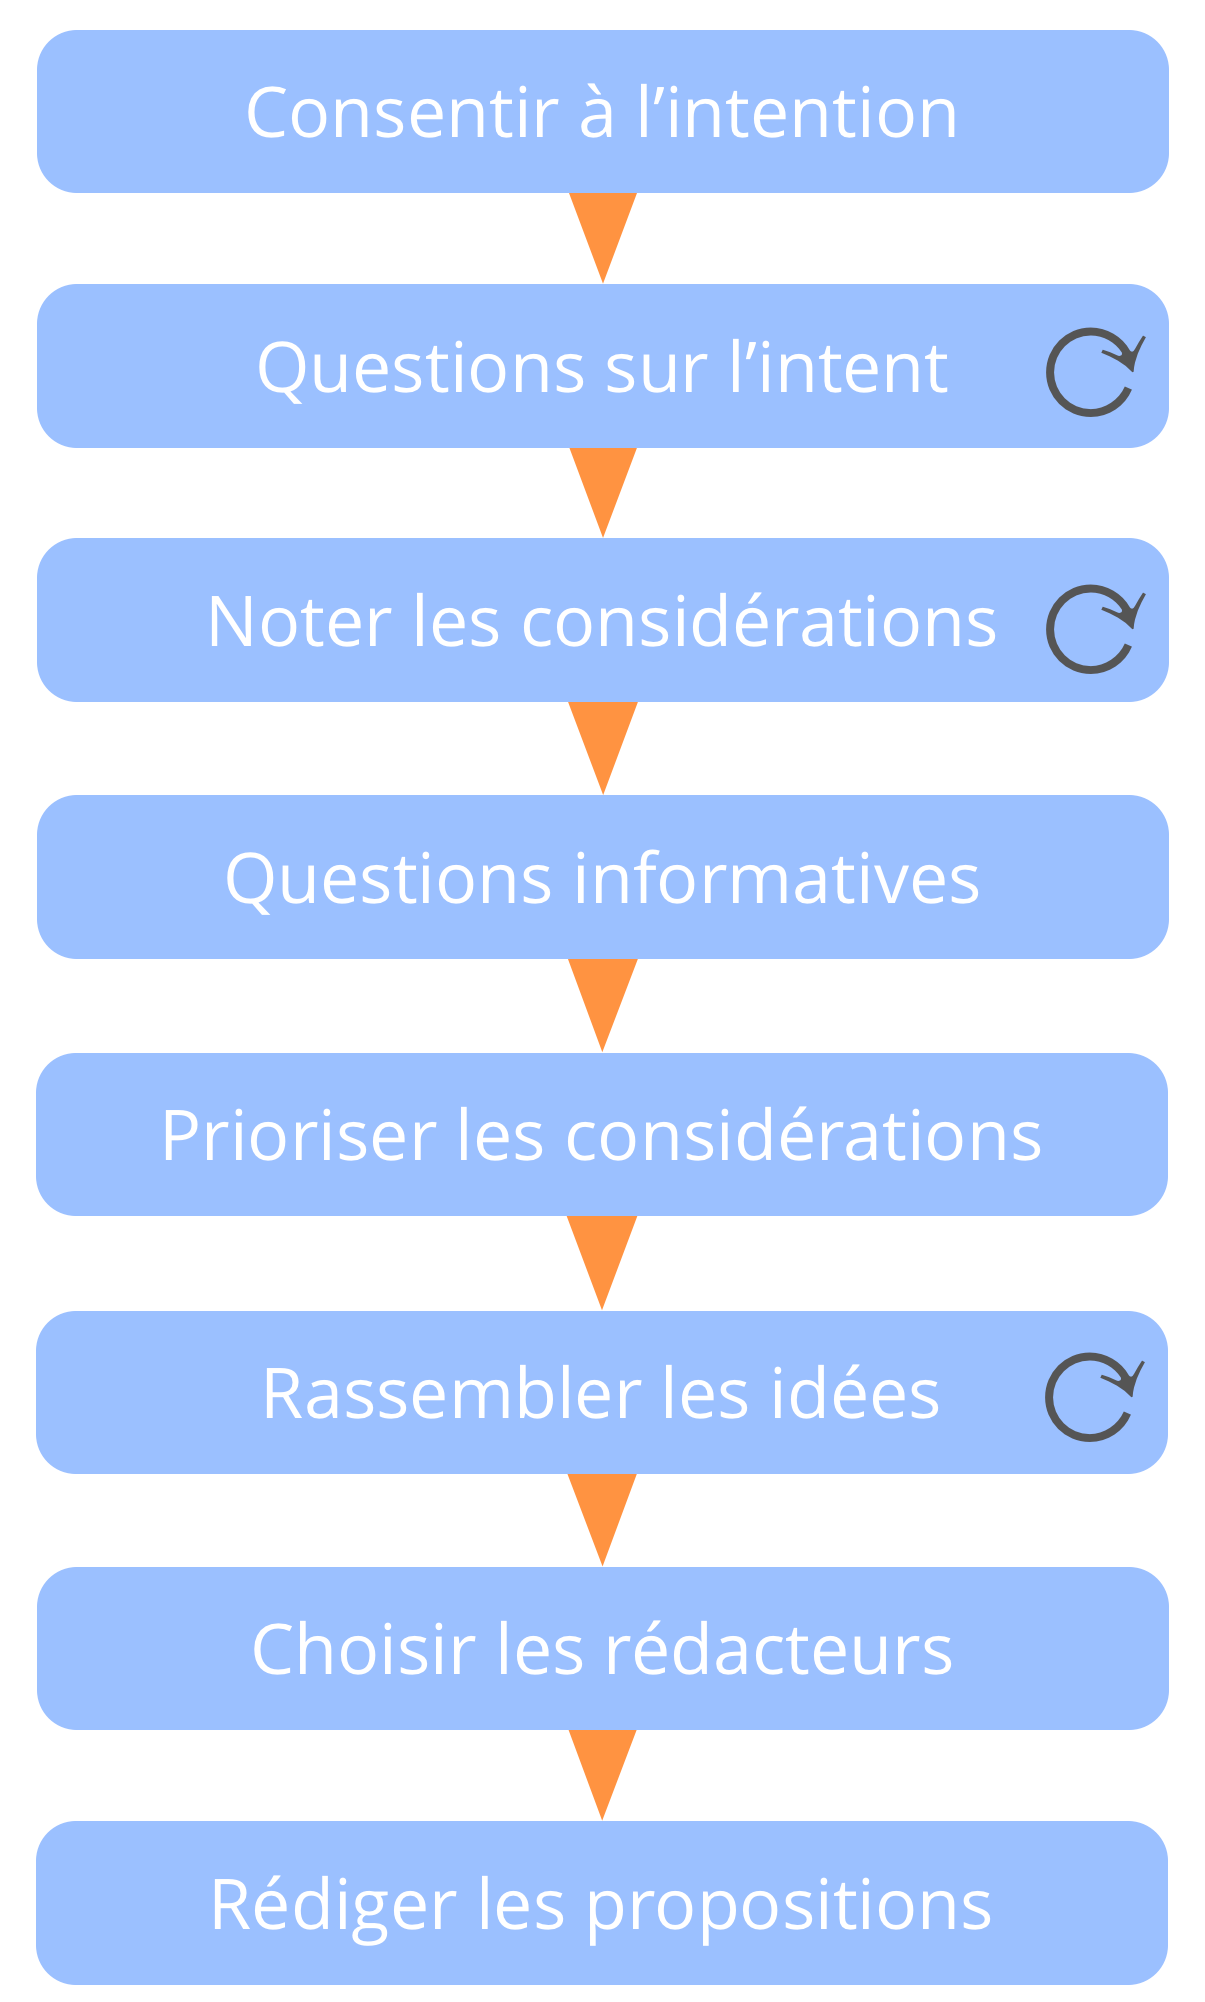 Consentir à l’intention
Questions sur l’intent
Noter les considérations
Questions informatives
Prioriser les considérations
Rassembler les idées
Choisir les rédacteurs
Rédiger les propositions